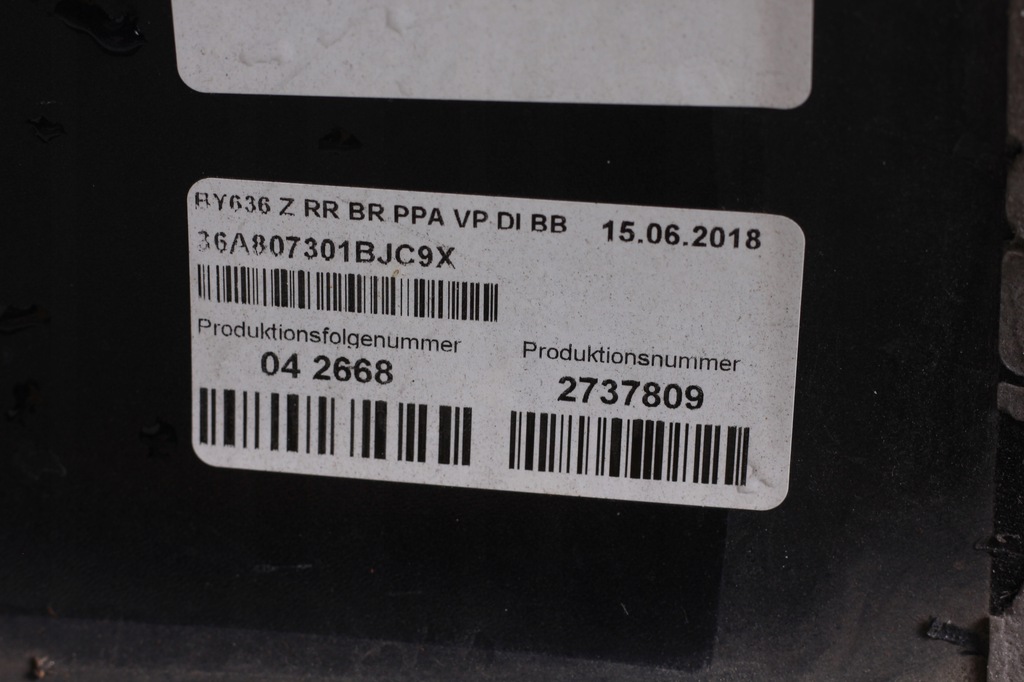 BY636 Z RR BR PPA VP DI BB 15.06.2018
36A807301BJC9X
Produktionsfolgenummer
04 2668
Produktionsnummer
2737809